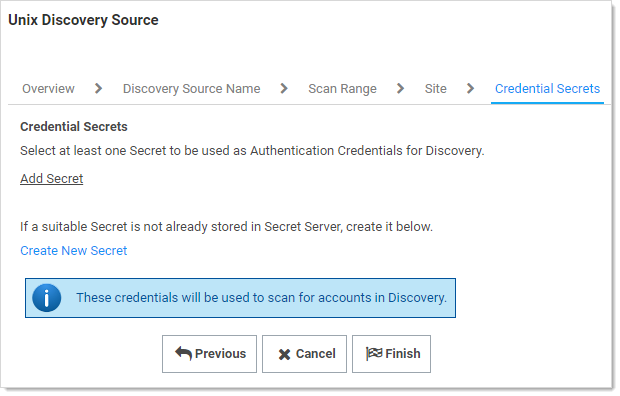 Unix Discovery Source
Overview > Discovery Source Name > Scan Range > Site > Credential Secrets
Credential Secrets
Select at least one Secret to be used as Authentication Credentials for Discovery.
Add Secret
If a suitable Secret is not already stored in Secret Server, create it below.
Create New Secret
These credentials will be used to scan for accounts in Discovery.
Previous Cancel Finish